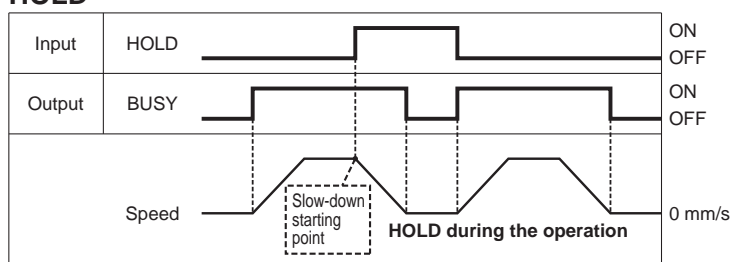 HOLD
Input HOLD ON
OFF
Output BUSY ON
OFF
Speed 0 mm/s
Slow-down
starting
point
HOLD during the operation